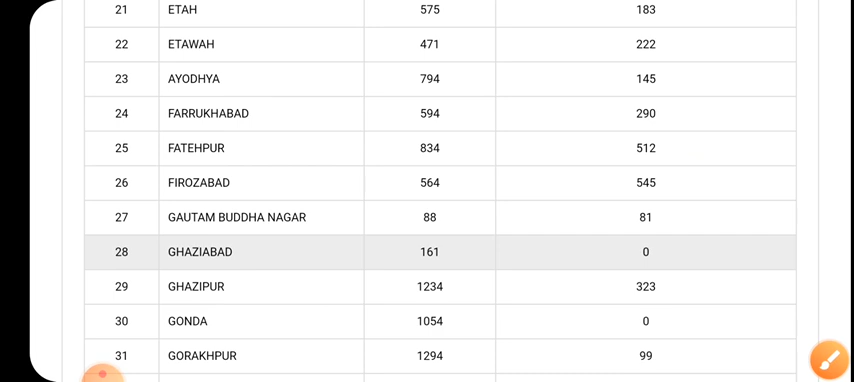 21 ETAH 575 183
22 ETAWAH 471 222
23 AYODHYA 794 145
24 FARRUKHABAD 594 290
25 FATEHPUR 834 512
26 FIROZABAD 564 545
27 GAUTAM BUDDHA NAGAR 88 81
28 GHAZIABAD 161 0
29 GHAZIPUR 1234 323
30 GONDA 1054 0
31 GORAKHPUR 1294 99